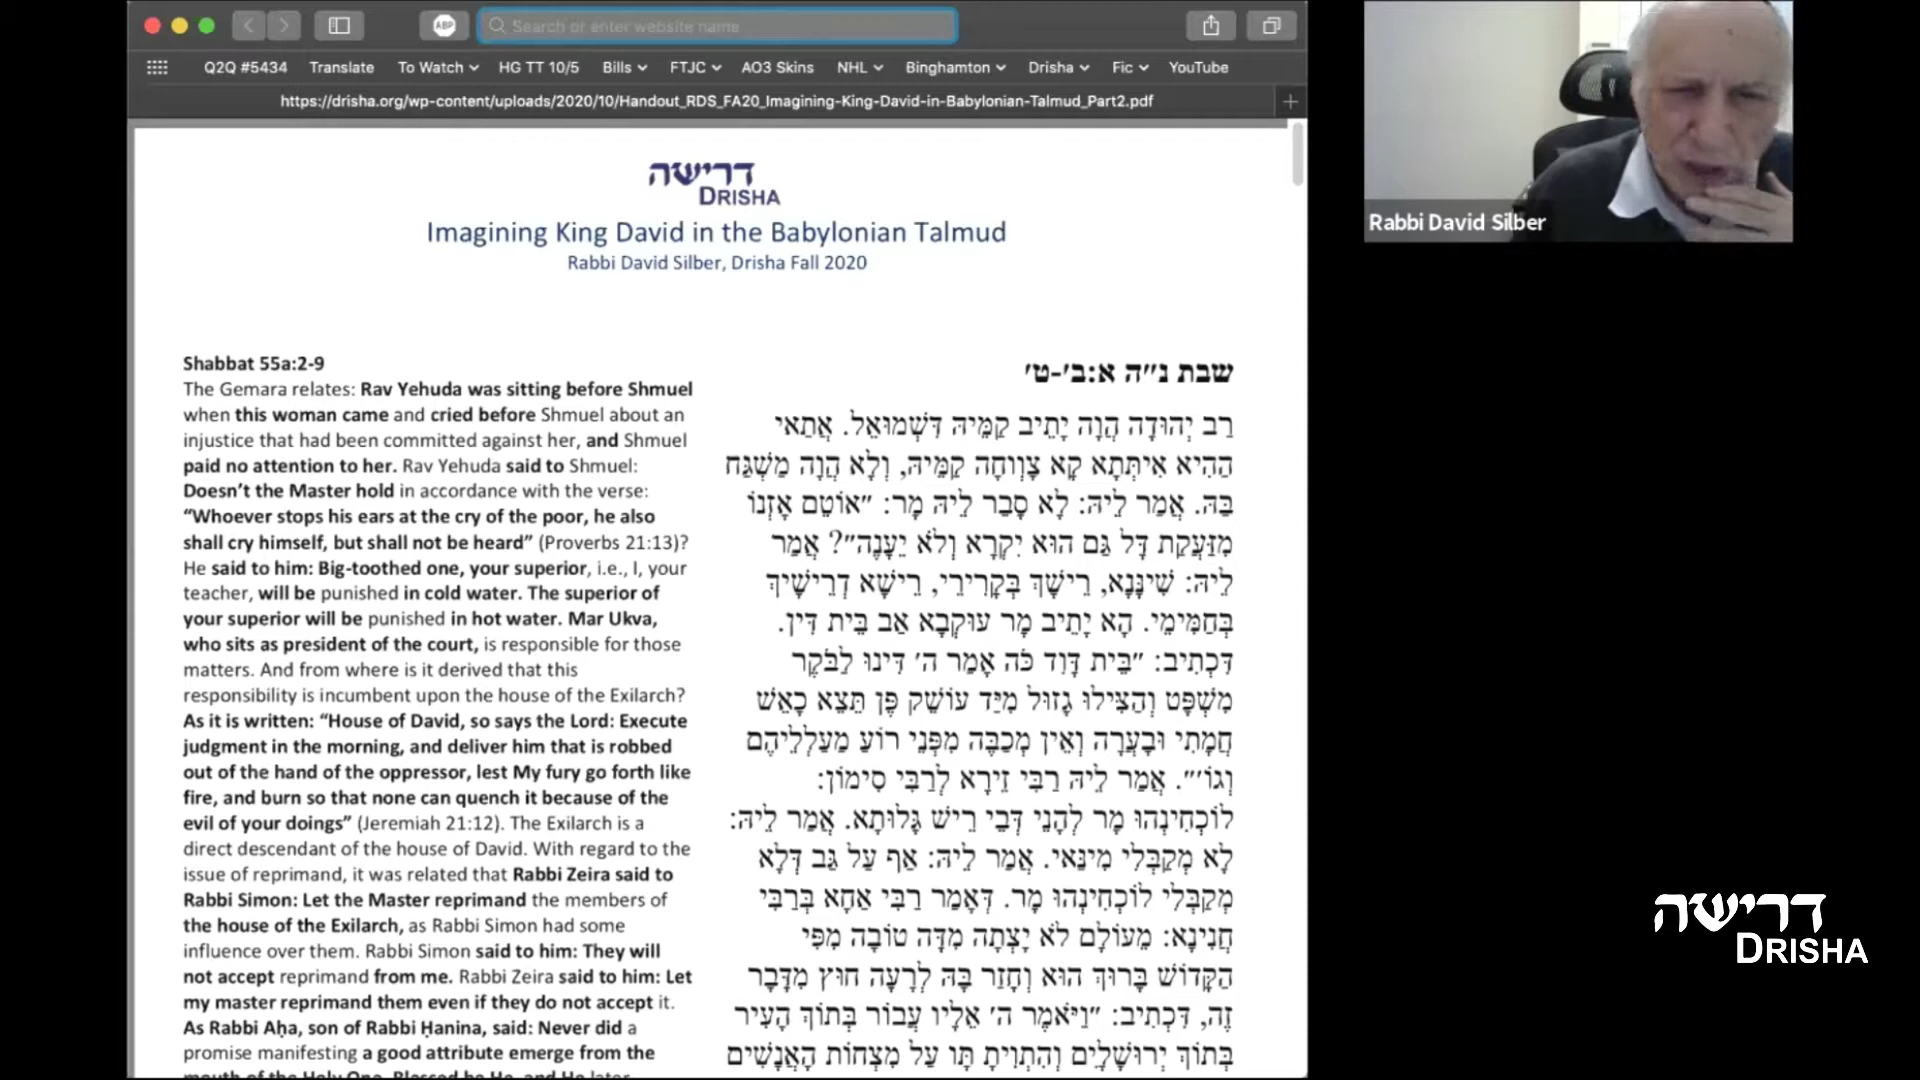 ABP
Search or enter website name
Q2Q #5434 Translate To Watch HG TT 10/5 Bills FTJC AO3 Skins NHL Binghamton Drisha Fic YouTube
https://drisha.org/wp-content/uploads/2020/10/Handout_RDS_FA20_Imagining-King-David-in-Babylonian-Talmud_Part2.pdf
דרישה
DRISHA
Imagining King David in the Babylonian Talmud
Rabbi David Silber, Drisha Fall 2020
Shabbat 55a:2-9
The Gemara relates: Rav Yehuda was sitting before Shmuel
when this woman came and cried before Shmuel about an
injustice that had been committed against her, and Shmuel
paid no attention to her. Rav Yehuda said to Shmuel:
Doesn't the Master hold in accordance with the verse:
“Whoever stops his ears at the cry of the poor, he also
shall cry himself, but shall not be heard” (Proverbs 21:13)?
He said to him: Big-toothed one, your superior, i.e., I, your
teacher, will be punished in cold water. The superior of
your superior will be punished in hot water. Mar Ukva,
who sits as president of the court, is responsible for those
matters. And from where is it derived that this
responsibility is incumbent upon the house of the Exilarch?
As it is written: “House of David, so says the Lord: Execute
judgment in the morning, and deliver him that is robbed
out of the hand of the oppressor, lest My fury go forth like
fire, and burn so that none can quench it because of the
evil of your doings” (Jeremiah 21:12). The Exilarch is a
direct descendant of the house of David. With regard to the
issue of reprimand, it was related that Rabbi Zeira said to
Rabbi Simon: Let the Master reprimand the members of
the house of the Exilarch, as Rabbi Simon had some
influence over them. Rabbi Simon said to him: They will
not accept reprimand from me. Rabbi Zeira said to him: Let
my master reprimand them even if they do not accept it.
As Rabbi Aḥa, son of Rabbi Ḥanina, said: Never did a
promise manifesting a good attribute emerge from the
mouth of the Holy One, Blessed be He, and He later
שבת נ״ה א:ב׳-ט׳
רַב יְהוּדָה הֲוָה יָתֵיב קַמֵּיהּ דִּשְׁמוּאֵל. אֲתַאי
הַהִיא אִיתְּתָא קָא צָוְוחָה קַמֵּיהּ, וְלָא הֲוָה מַשְׁגַּח
בַּהּ. אֲמַר לֵיהּ: לָא סָבַר לֵיהּ מָר: ״אוֹטֵם אׇזְנוֹ
מִזַּעֲקַת דָּל גַּם הוּא יִקְרָא וְלֹא יֵעָנֶה״? אֲמַר
לֵיהּ: שִׁינָּנָא, רֵישָׁךְ בְּקָרִירֵי, רֵישָׁא דְרֵישָׁיךְ
בְּחַמִּימֵי. הָא יָתֵיב מָר עוּקְבָא אַב בֵּית דִּין.
דִּכְתִיב: ״בֵּית דָּוִד כֹּה אָמַר ה׳ דִּינוּ לַבֹּקֶר
מִשְׁפָּט וְהַצִּילוּ גָזוּל מִיַּד עוֹשֵׁק פֶּן תֵּצֵא כָאֵשׁ
חֲמָתִי וּבָעֲרָה וְאֵין מְכַבֶּה מִפְּנֵי רוֹעַ מַעַלְלֵיהֶם
וְגוֹ׳״. אֲמַר לֵיהּ רַבִּי זֵירָא לְרַבִּי סִימוֹן:
לוֹכְחִינְהוּ מָר לְהָנֵי דְּבֵי רֵישׁ גָּלוּתָא. אֲמַר לֵיהּ:
לָא מְקַבְּלִי מִינַּאי. אֲמַר לֵיהּ: אַף עַל גַּב דְּלָא
מְקַבְּלִי לוֹכְחִינְהוּ מָר. דְּאָמַר רַבִּי אַחָא בְּרַבִּי
חֲנִינָא: מֵעוֹלָם לֹא יָצְתָה מִדָּה טוֹבָה מִפִּי
הַקָּדוֹשׁ בָּרוּךְ הוּא וְחָזַר בָּהּ לְרָעָה חוּץ מִדָּבָר
זֶה, דִּכְתִיב: ״וַיֹּאמֶר ה׳ אֵלָיו עֲבוֹר בְּתוֹךְ הָעִיר
בְּתוֹךְ יְרוּשָׁלָיִם וְהִתְוִיתָ תָּו עַל מִצְחוֹת הָאֲנָשִׁים
Rabbi David Silber
דרישה
DRISHA